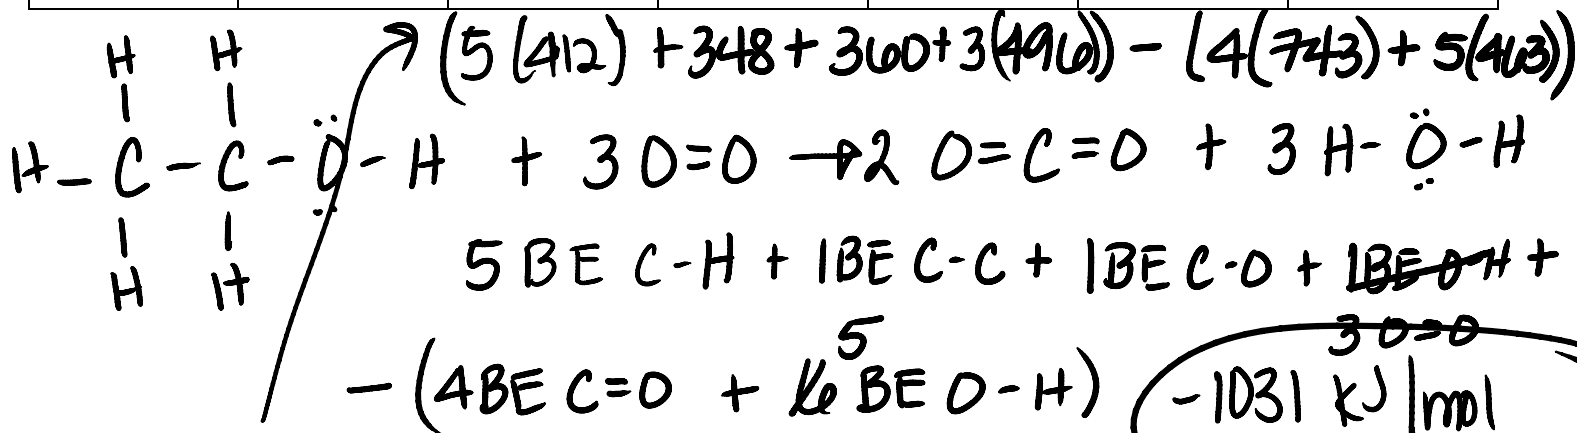 (5(412) +348+ 360+3(496)) - (4(743) + 5(463))
H H
| |
H - C - C - Ö - H + 3 O=O → 2 O=C=O + 3 H - Ö - H
| |
H H
5 BE C-H + 1BE C-C + 1BE C-O + 1BE O-H +
3 O=O
5
- (4BE C=O + 6 BE O-H)
-1031 kJ/mol